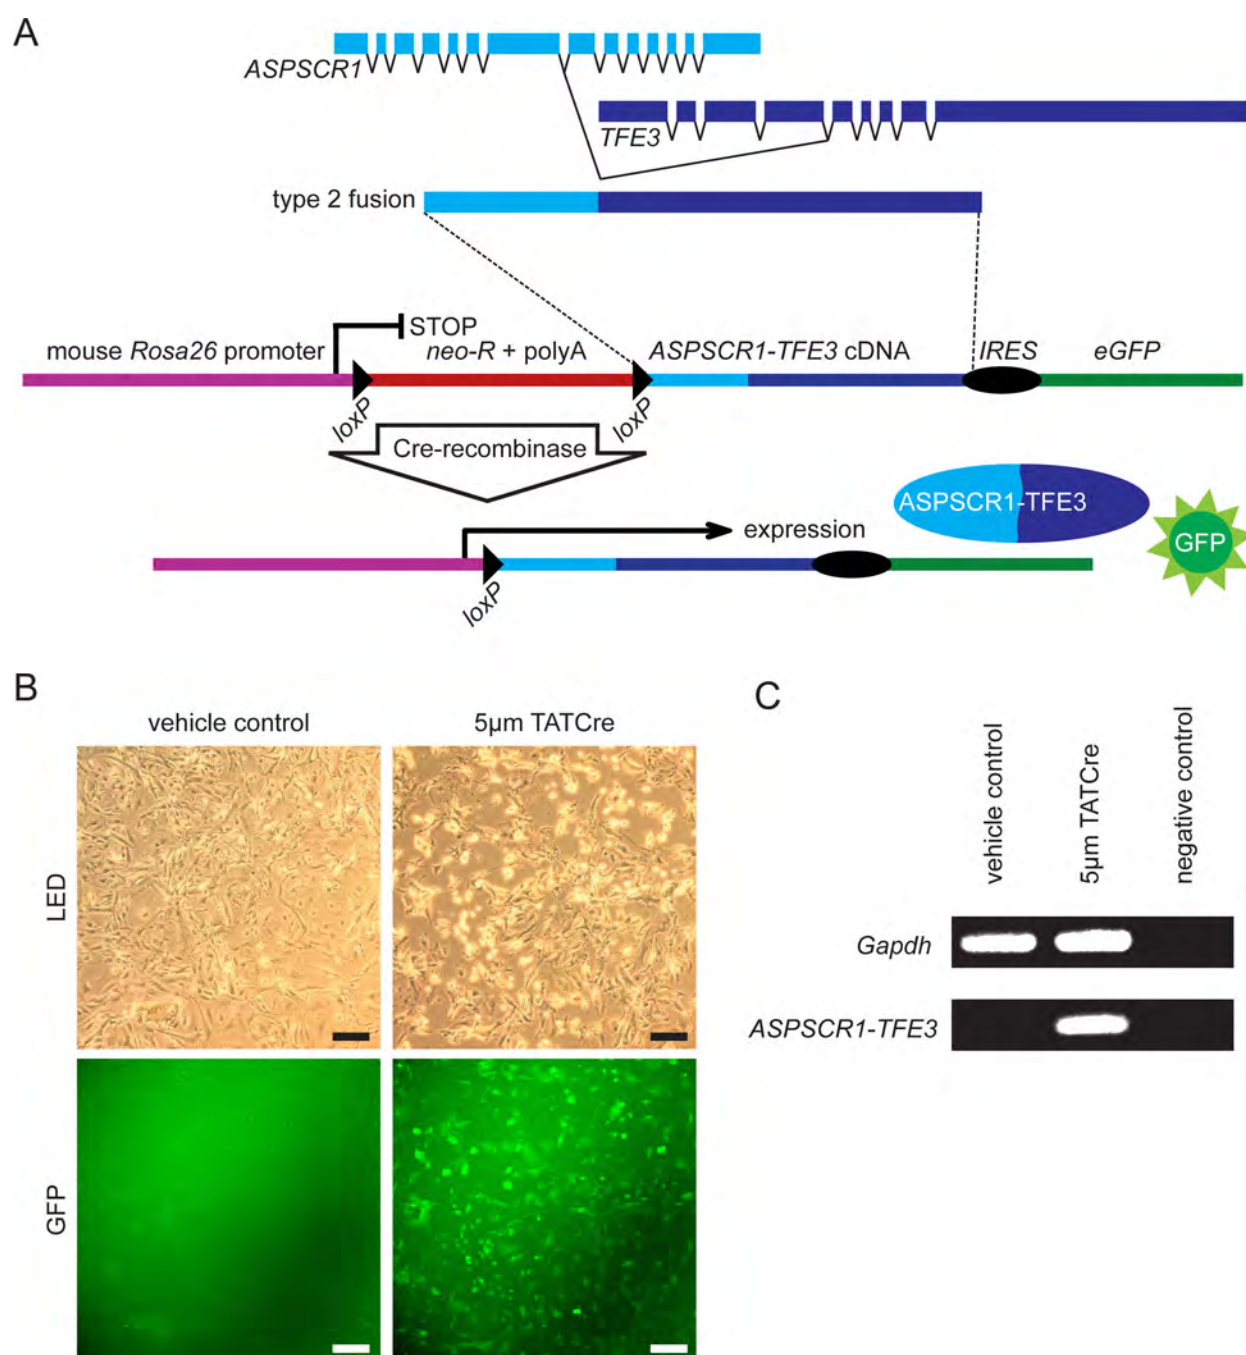 A
ASPSCR1
TFE3
type 2 fusion
STOP
mouse Rosa26 promoter
neo-R + polyA
ASPSCR1-TFE3 cDNA
IRES
eGFP
loxP
loxP
Cre-recombinase
ASPSCR1-TFE3
expression
GFP
loxP
B
vehicle control
5µm TATCre
LED
GFP
C
vehicle control
5µm TATCre
negative control
Gapdh
ASPSCR1-TFE3